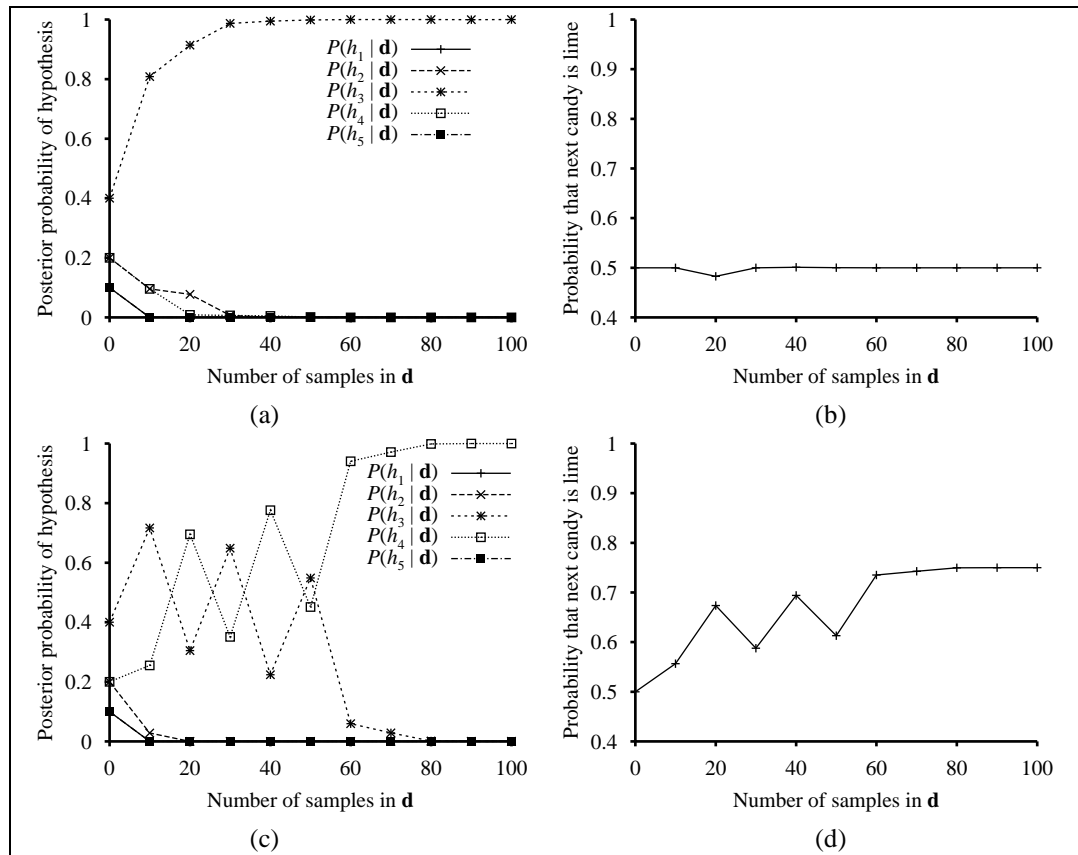 Posterior probability of hypothesis
1
0.8
0.6
0.4
0.2
0
P(h₁ | d)
P(h₂ | d)
P(h₃ | d)
P(h₄ | d)
P(h₅ | d)
0 20 40 60 80 100
Number of samples in d
(a)
Probability that next candy is lime
1
0.9
0.8
0.7
0.6
0.5
0.4
0 20 40 60 80 100
Number of samples in d
(b)
Posterior probability of hypothesis
1
0.8
0.6
0.4
0.2
0
P(h₁ | d)
P(h₂ | d)
P(h₃ | d)
P(h₄ | d)
P(h₅ | d)
0 20 40 60 80 100
Number of samples in d
(c)
Probability that next candy is lime
1
0.9
0.8
0.7
0.6
0.5
0.4
0 20 40 60 80 100
Number of samples in d
(d)